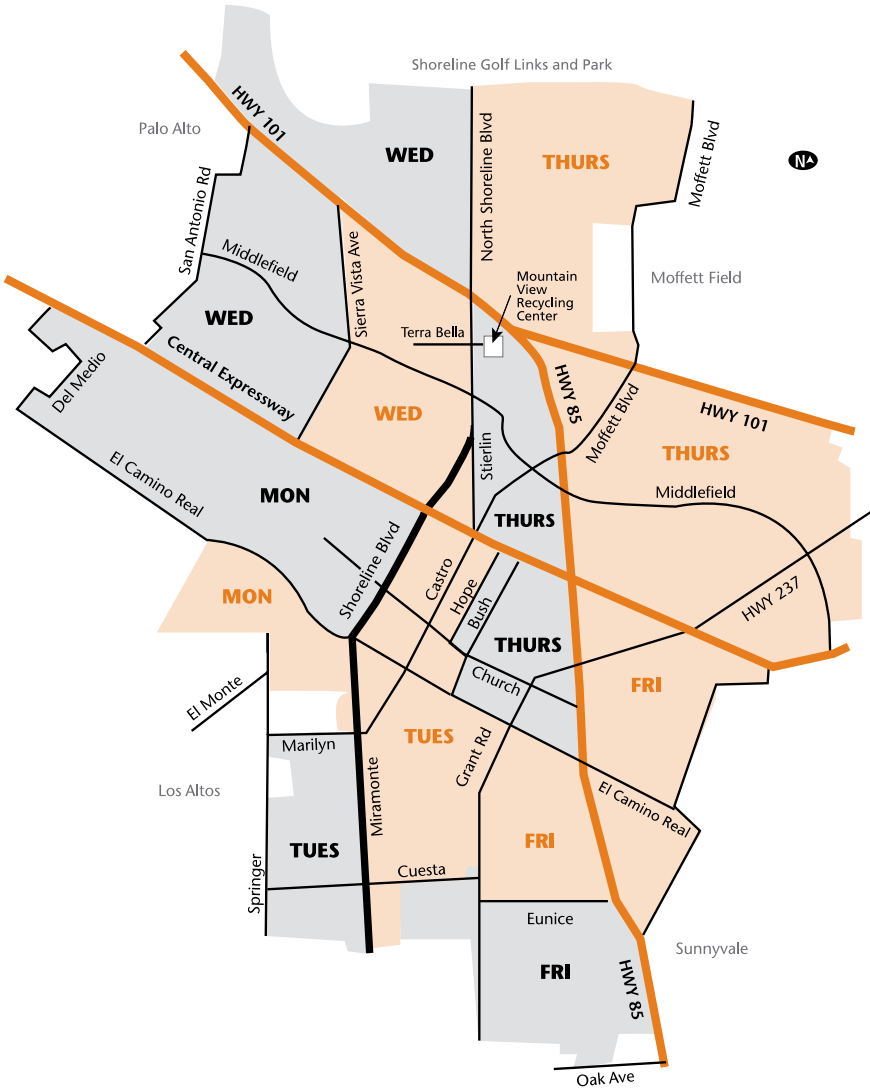 Shoreline Golf Links and Park
HWY 101
Palo Alto
WED
THURS
N
Moffett Blvd
San Antonio Rd
North Shoreline Blvd
Middlefield
Sierra Vista Ave
Mountain
View
Recycling
Center
Moffett Field
WED
Terra Bella
Central Expressway
Del Medio
HWY 85
Moffett Blvd
HWY 101
WED
THURS
Stierlin
El Camino Real
MON
Middlefield
THURS
Shoreline Blvd
Castro
Hope
Bush
HWY 237
MON
THURS
Church
FRI
El Monte
Marilyn
TUES
Grant Rd
Los Altos
Miramonte
El Camino Real
TUES
FRI
Cuesta
Springer
Eunice
Sunnyvale
FRI
HWY 85
Oak Ave